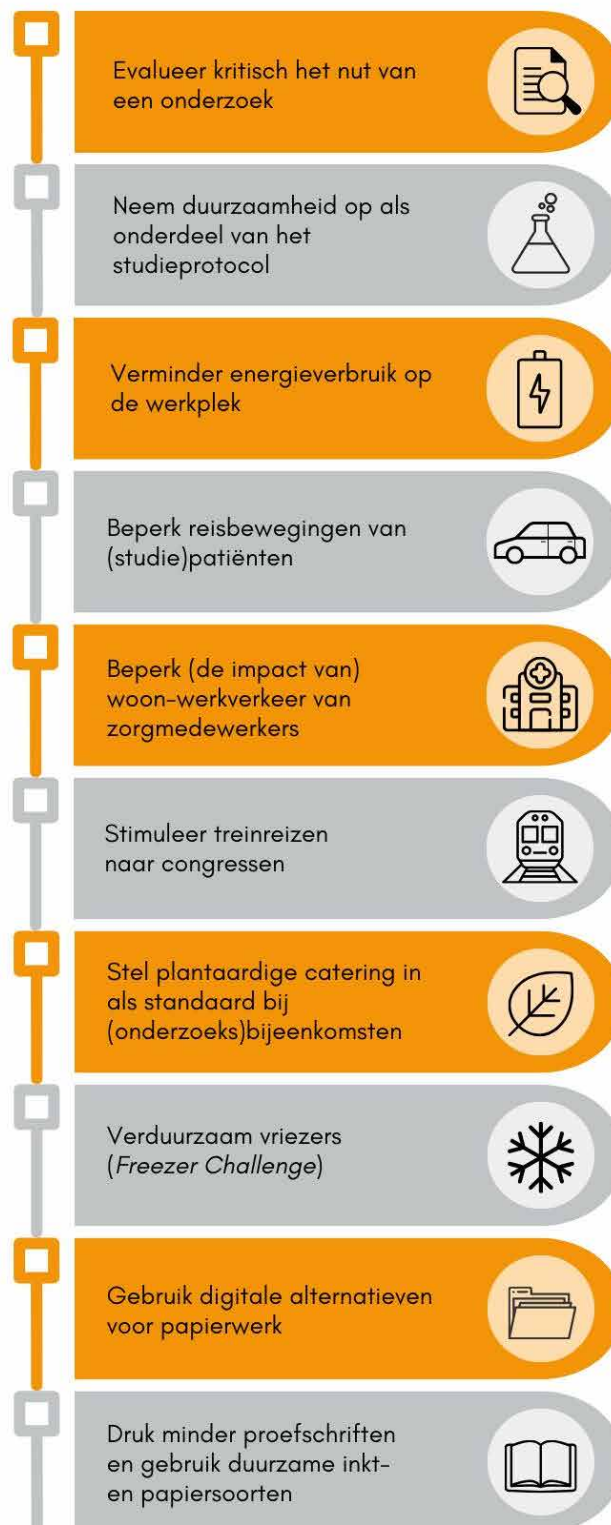 Evalueer kritisch het nut van
een onderzoek
Neem duurzaamheid op als
onderdeel van het
studieprotocol
Verminder energieverbruik op
de werkplek
Beperk reisbewegingen van
(studie)patiënten
Beperk (de impact van)
woon-werkverkeer van
zorgmedewerkers
Stimuleer treinreizen
naar congressen
Stel plantaardige catering in
als standaard bij
(onderzoeks)bijeenkomsten
Verduurzaam vriezers
(Freezer Challenge)
Gebruik digitale alternatieven
voor papierwerk
Druk minder proefschriften
en gebruik duurzame inkt-
en papiersoorten